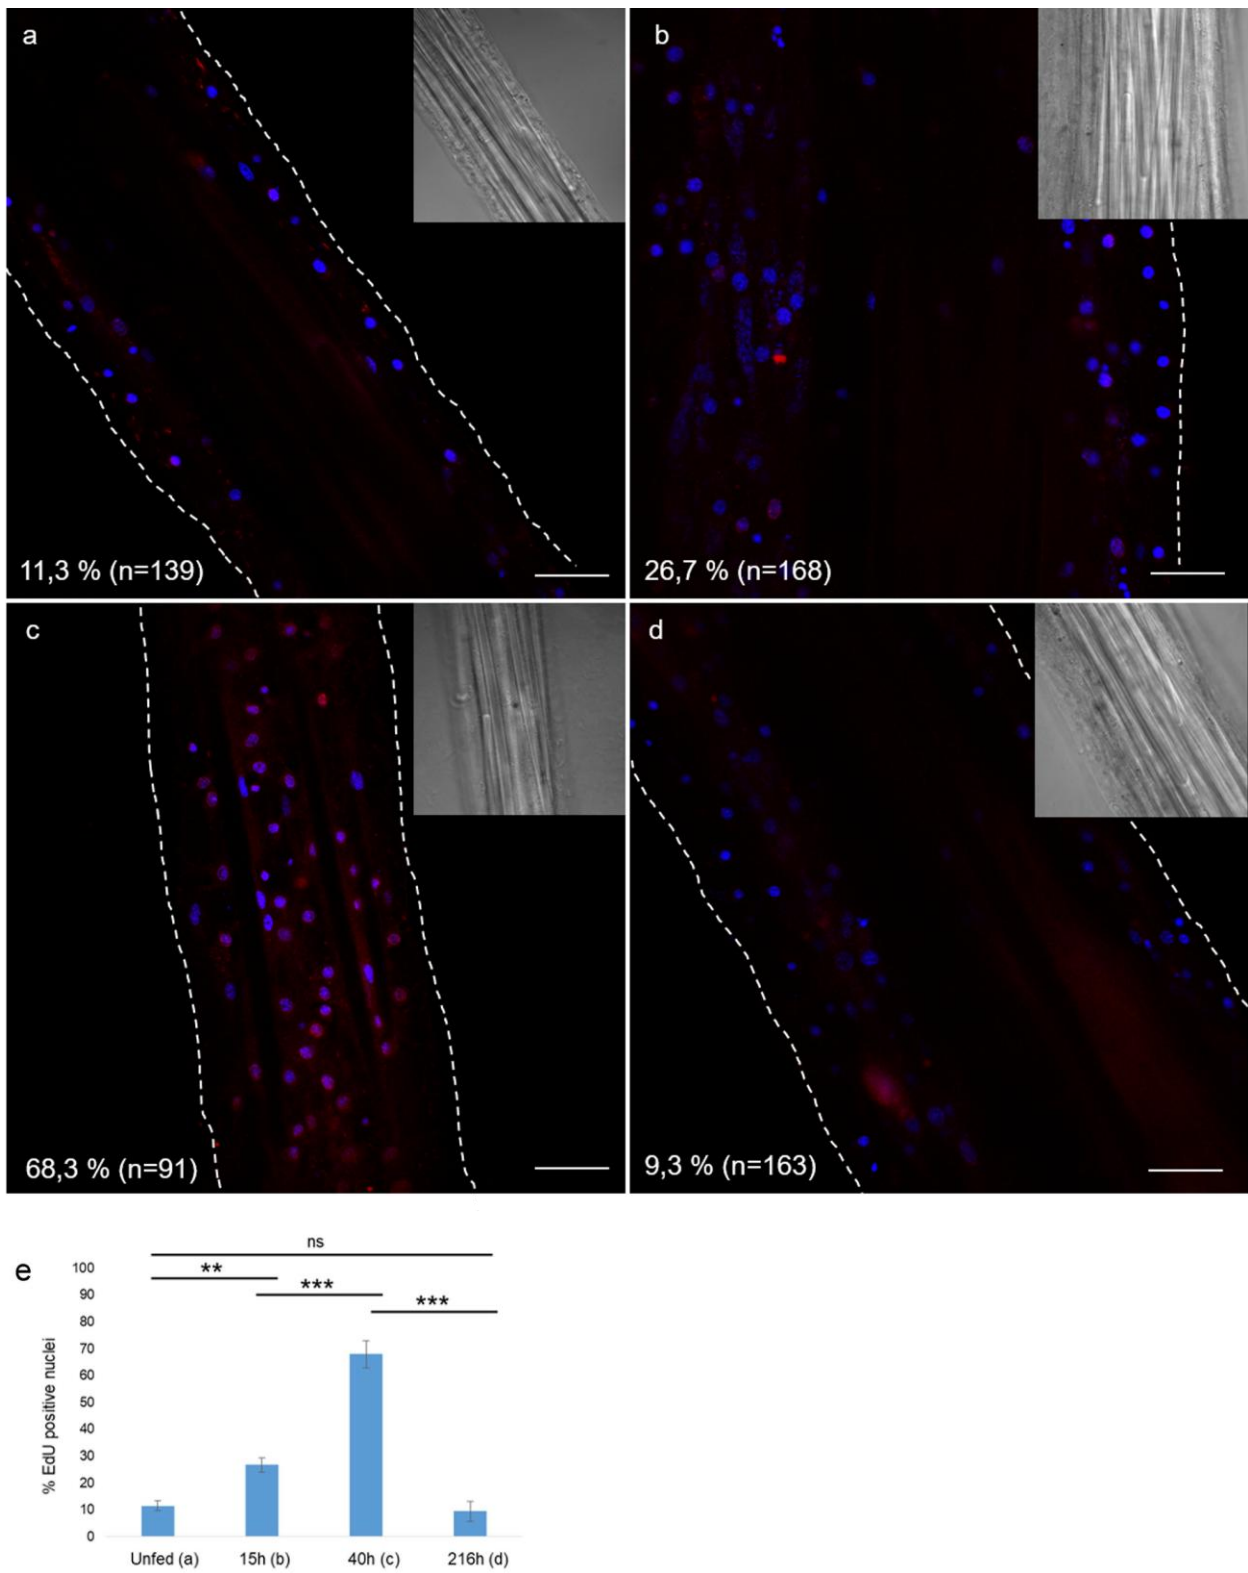 a
b
11,3 % (n=139)
26,7 % (n=168)
c
d
68,3 % (n=91)
9,3 % (n=163)
e
ns
**
***
***
% EdU positive nuclei
100
90
80
70
60
50
40
30
20
10
0
Unfed (a) 15h (b) 40h (c) 216h (d)